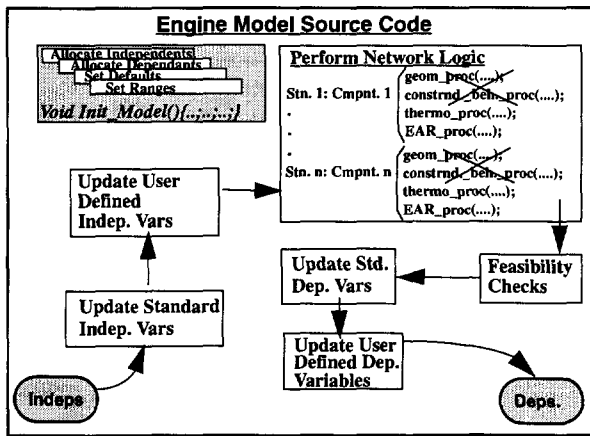 Engine Model Source Code
Allocate Independents
Allocate Dependants
Set Defaults
Set Ranges
Void Init_Model(){..;..;..;}
Perform Network Logic
Stn. 1: Cmpnt. 1
geom_proc(....);
constrnd_beh_proc(....);
thermo_proc(....);
EAR_proc(....);
.
.
.
Stn. n: Cmpnt. n
geom_proc(....);
constrnd_beh_proc(....);
thermo_proc(....);
EAR_proc(....);
Update User
Defined
Indep. Vars
Update Standard
Indep. Vars
Indeps
Update Std.
Dep. Vars
Feasibility
Checks
Update User
Defined Dep.
Variables
Deps.